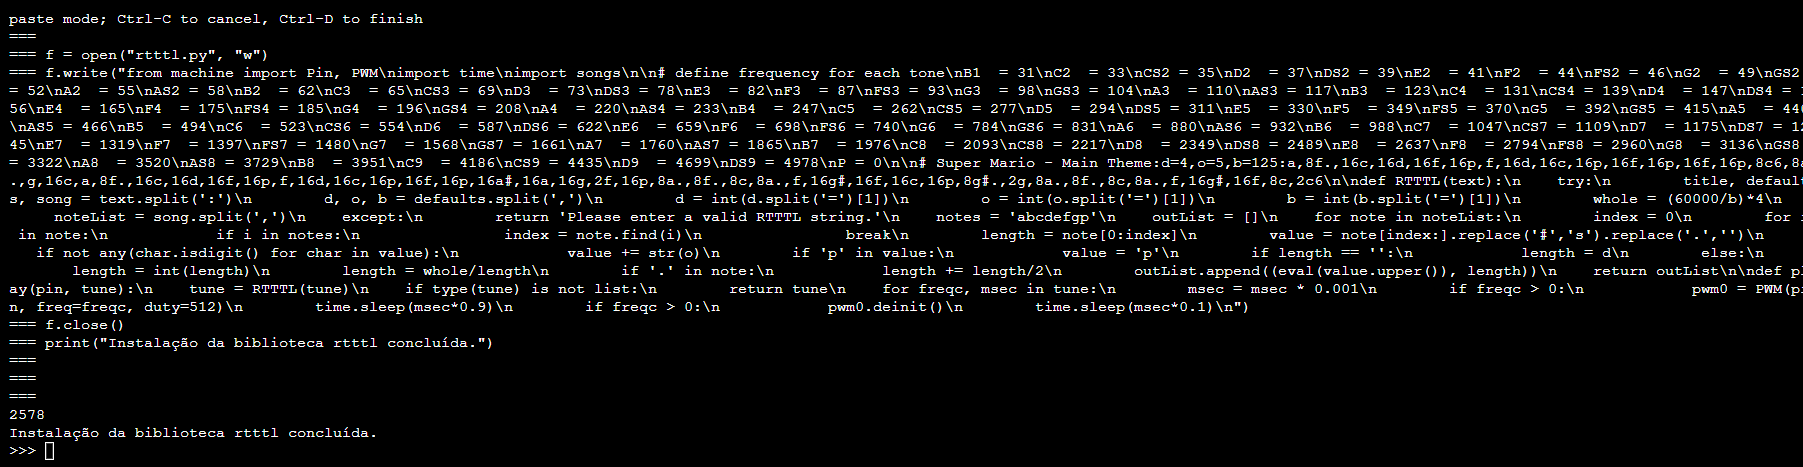 paste mode; Ctrl-C to cancel, Ctrl-D to finish
===
=== f = open("rtttl.py", "w")
=== f.write("from machine import Pin, PWM\nimport time\nimport songs\n\n# define frequency for each tone\nB1  = 31\nC2  = 33\nCS2 = 35\nD2  = 37\nDS2 = 39\nE2  = 41\nF2  = 44\nFS2 = 46\nG2  = 49\nGS2
= 52\nA2  = 55\nAS2 = 58\nB2  = 62\nC3  = 65\nCS3 = 69\nD3  = 73\nDS3 = 78\nE3  = 82\nF3  = 87\nFS3 = 93\nG3  = 98\nGS3 = 104\nA3  = 110\nAS3 = 117\nB3  = 123\nC4  = 131\nCS4 = 139\nD4  = 147\nDS4 = 1
56\nE4  = 165\nF4  = 175\nFS4 = 185\nG4  = 196\nGS4 = 208\nA4  = 220\nAS4 = 233\nB4  = 247\nC5  = 262\nCS5 = 277\nD5  = 294\nDS5 = 311\nE5  = 330\nF5  = 349\nFS5 = 370\nG5  = 392\nGS5 = 415\nA5  = 440
\nAS5 = 466\nB5  = 494\nC6  = 523\nCS6 = 554\nD6  = 587\nDS6 = 622\nE6  = 659\nF6  = 698\nFS6 = 740\nG6  = 784\nGS6 = 831\nA6  = 880\nAS6 = 932\nB6  = 988\nC7  = 1047\nCS7 = 1109\nD7  = 1175\nDS7 = 12
45\nE7  = 1319\nF7  = 1397\nFS7 = 1480\nG7  = 1568\nGS7 = 1661\nA7  = 1760\nAS7 = 1865\nB7  = 1976\nC8  = 2093\nCS8 = 2217\nD8  = 2349\nDS8 = 2489\nE8  = 2637\nF8  = 2794\nFS8 = 2960\nG8  = 3136\nGS8
= 3322\nA8  = 3520\nAS8 = 3729\nB8  = 3951\nC9  = 4186\nCS9 = 4435\nD9  = 4699\nDS9 = 4978\nP = 0\n\n# Super Mario - Main Theme:d=4,o=5,b=125:a,8f.,16c,16d,16f,16p,f,16d,16c,16p,16f,16p,16f,16p,8c6,8a
.,g,16c,a,8f.,16c,16d,16f,16p,f,16d,16c,16p,16f,16p,16a#,16a,16g,2f,16p,8a.,8f.,8c,8a.,f,16g#,16f,16c,16p,8g#.,2g,8a.,8f.,8c,8a.,f,16g#,16f,8c,2c6\n\ndef RTTTL(text):\n    try:\n        title, default
s, song = text.split(':')\n        d, o, b = defaults.split(',')\n        d = int(d.split('=')[1])\n        o = int(o.split('=')[1])\n        b = int(b.split('=')[1])\n        whole = (60000/b)*4\n
noteList = song.split(',')\n    except:\n        return 'Please enter a valid RTTTL string.'\n    notes = 'abcdefgp'\n    outList = []\n    for note in noteList:\n        index = 0\n        for i
in note:\n            if i in notes:\n                index = note.find(i)\n                break\n        length = note[0:index]\n        value = note[index:].replace('#','s').replace('.','')\n
if not any(char.isdigit() for char in value):\n            value += str(o)\n        if 'p' in value:\n            value = 'p'\n        if length == '':\n            length = d\n        else:\n
length = int(length)\n        length = whole/length\n        if '.' in note:\n            length += length/2\n        outList.append((eval(value.upper()), length))\n    return outList\n\ndef pl
ay(pin, tune):\n    tune = RTTTL(tune)\n    if type(tune) is not list:\n        return tune\n    for freqc, msec in tune:\n        msec = msec * 0.001\n        if freqc > 0:\n            pwm0 = PWM(pi
n, freq=freqc, duty=512)\n        time.sleep(msec*0.9)\n        if freqc > 0:\n            pwm0.deinit()\n        time.sleep(msec*0.1)\n")
=== f.close()
=== print("Instalação da biblioteca rtttl concluída.")
===
===
===
2578
Instalação da biblioteca rtttl concluída.
>>>